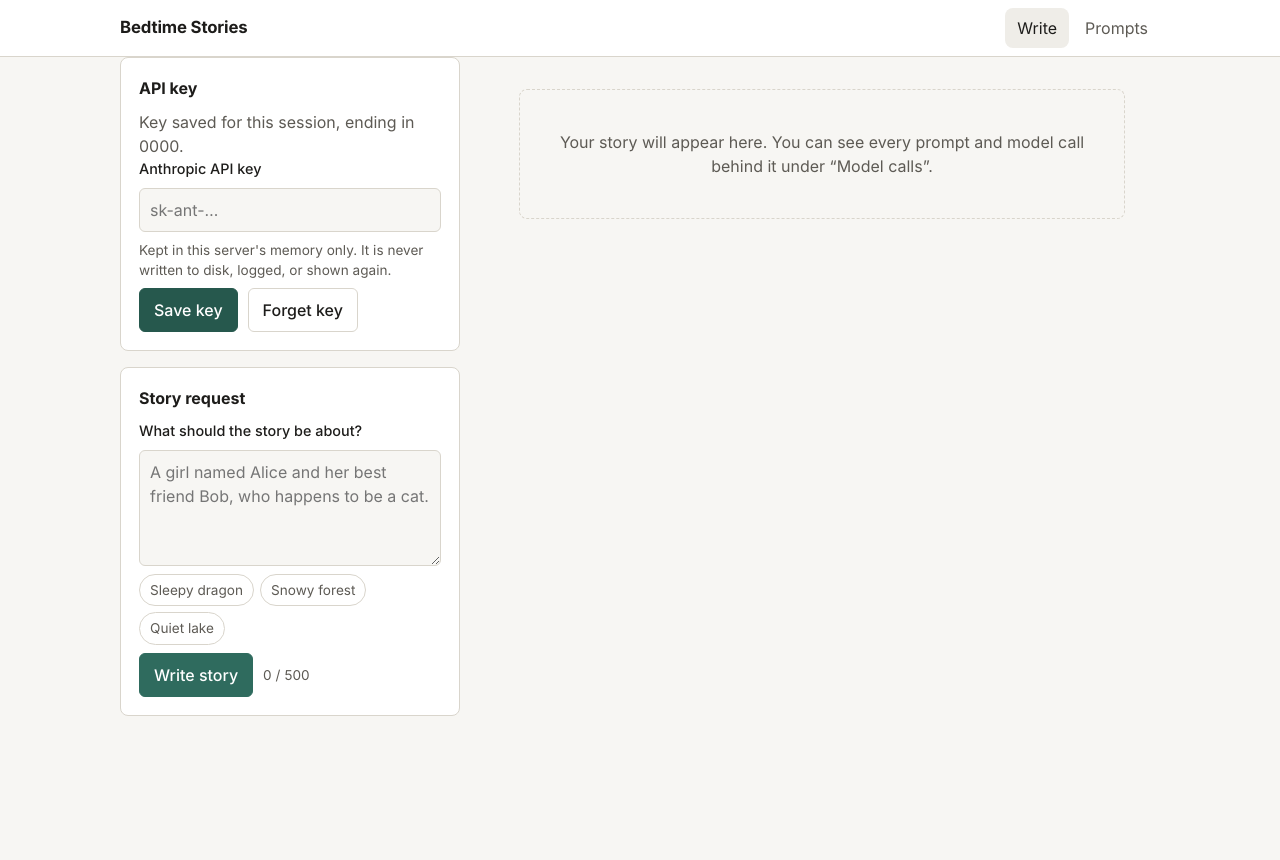 Bedtime Stories
Write
Prompts
API key
Key saved for this session, ending in
0000.
Anthropic API key
sk-ant-...
Kept in this server's memory only. It is never
written to disk, logged, or shown again.
Save key
Forget key
Story request
What should the story be about?
A girl named Alice and her best
friend Bob, who happens to be a cat.
Sleepy dragon
Snowy forest
Quiet lake
Write story
0 / 500
Your story will appear here. You can see every prompt and model call
behind it under “Model calls”.